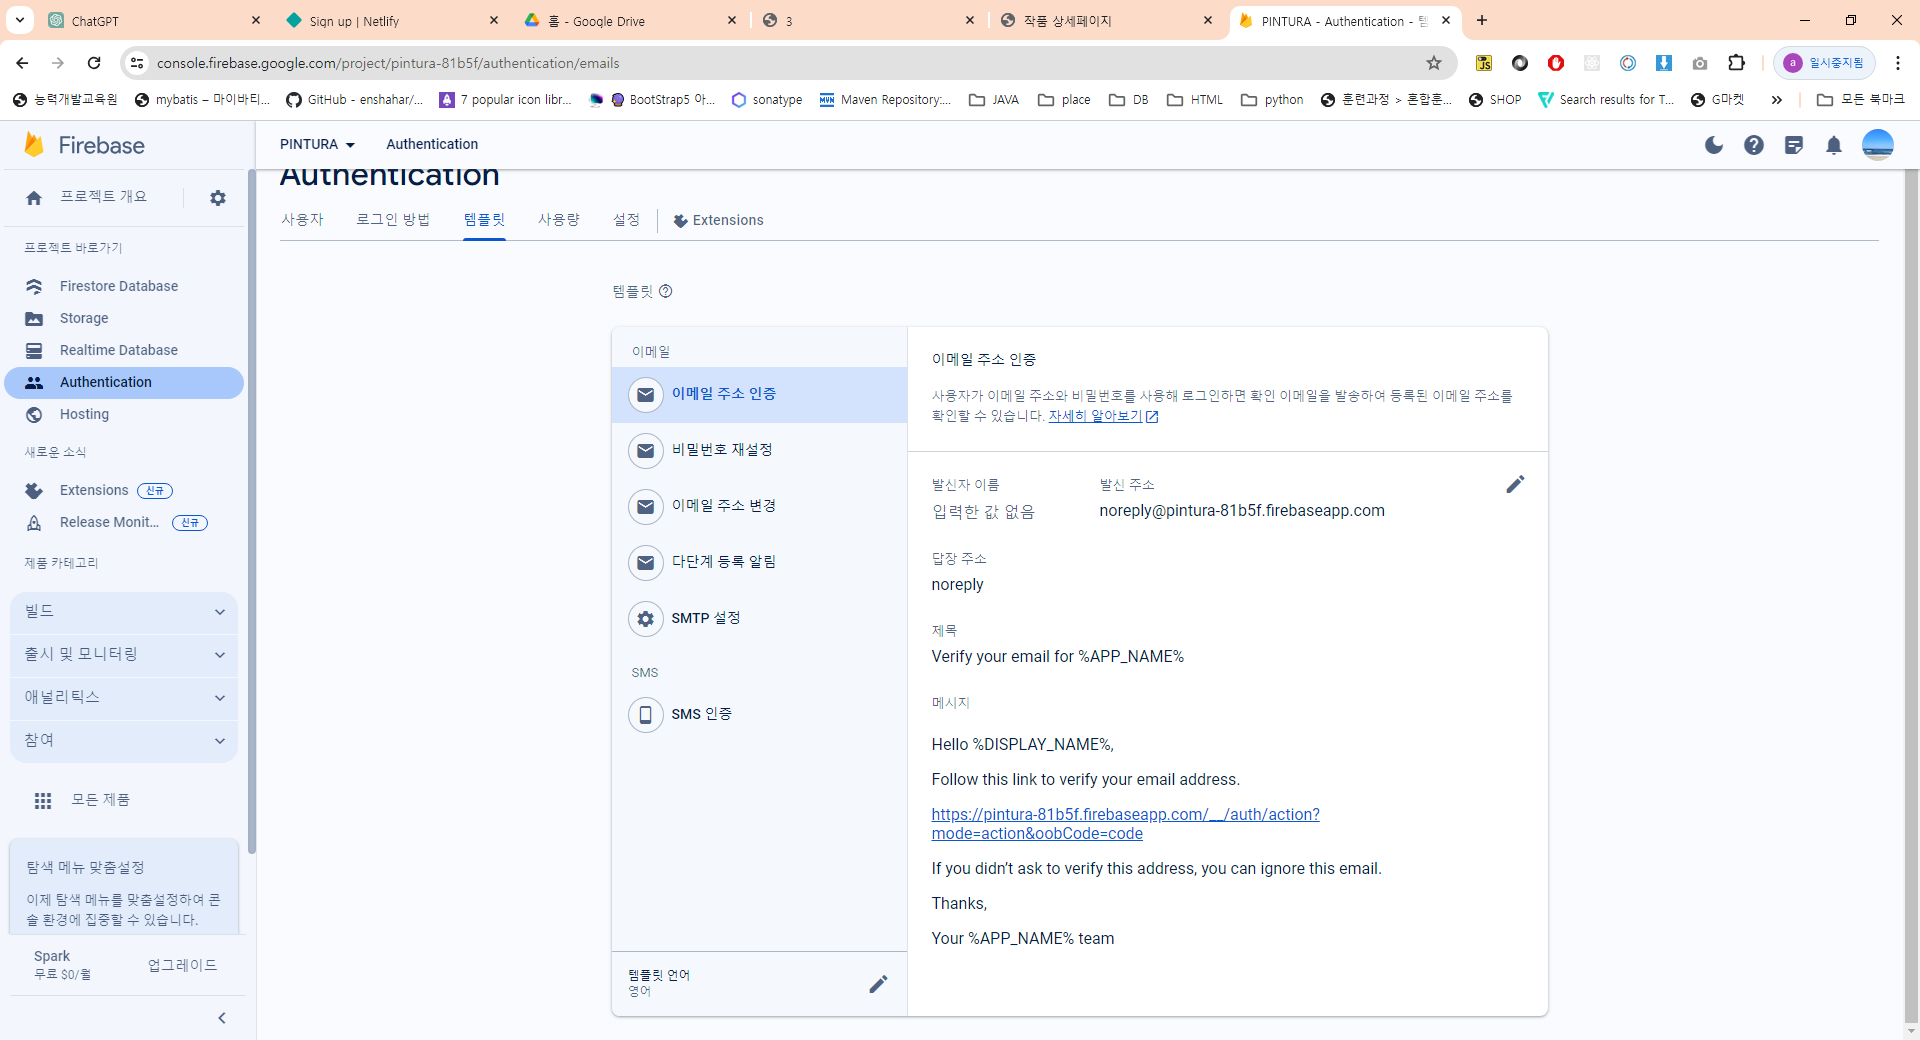 ChatGPT
Sign up | Netlify
홈 - Google Drive
3
작품 상세페이지
PINTURA - Authentication - 템
console.firebase.google.com/project/pintura-81b5f/authentication/emails
JS
a 일시중지됨
능력개발교육원
mybatis – 마이바티...
GitHub - enshahar/...
7 popular icon libr...
BootStrap5 아...
sonatype
Maven Repository:...
JAVA
place
DB
HTML
python
훈련과정 > 혼합훈...
SHOP
Search results for T...
G마켓
»
모든 북마크
Firebase
PINTURA
Authentication
프로젝트 개요
프로젝트 바로가기
Firestore Database
Storage
Realtime Database
Authentication
Hosting
새로운 소식
Extensions 신규
Release Monit... 신규
제품 카테고리
빌드
출시 및 모니터링
애널리틱스
참여
모든 제품
탐색 메뉴 맞춤설정
이제 탐색 메뉴를 맞춤설정하여 콘
솔 환경에 집중할 수 있습니다.
Spark
무료 $0/월
업그레이드
Authentication
사용자
로그인 방법
템플릿
사용량
설정
Extensions
템플릿
이메일
이메일 주소 인증
비밀번호 재설정
이메일 주소 변경
다단계 등록 알림
SMTP 설정
SMS
SMS 인증
템플릿 언어
영어
이메일 주소 인증
사용자가 이메일 주소와 비밀번호를 사용해 로그인하면 확인 이메일을 발송하여 등록된 이메일 주소를
확인할 수 있습니다. 자세히 알아보기
발신자 이름
입력한 값 없음
발신 주소
noreply@pintura-81b5f.firebaseapp.com
답장 주소
noreply
제목
Verify your email for %APP_NAME%
메시지
Hello %DISPLAY_NAME%,
Follow this link to verify your email address.
https://pintura-81b5f.firebaseapp.com/__/auth/action?
mode=action&oobCode=code
If you didn’t ask to verify this address, you can ignore this email.
Thanks,
Your %APP_NAME% team